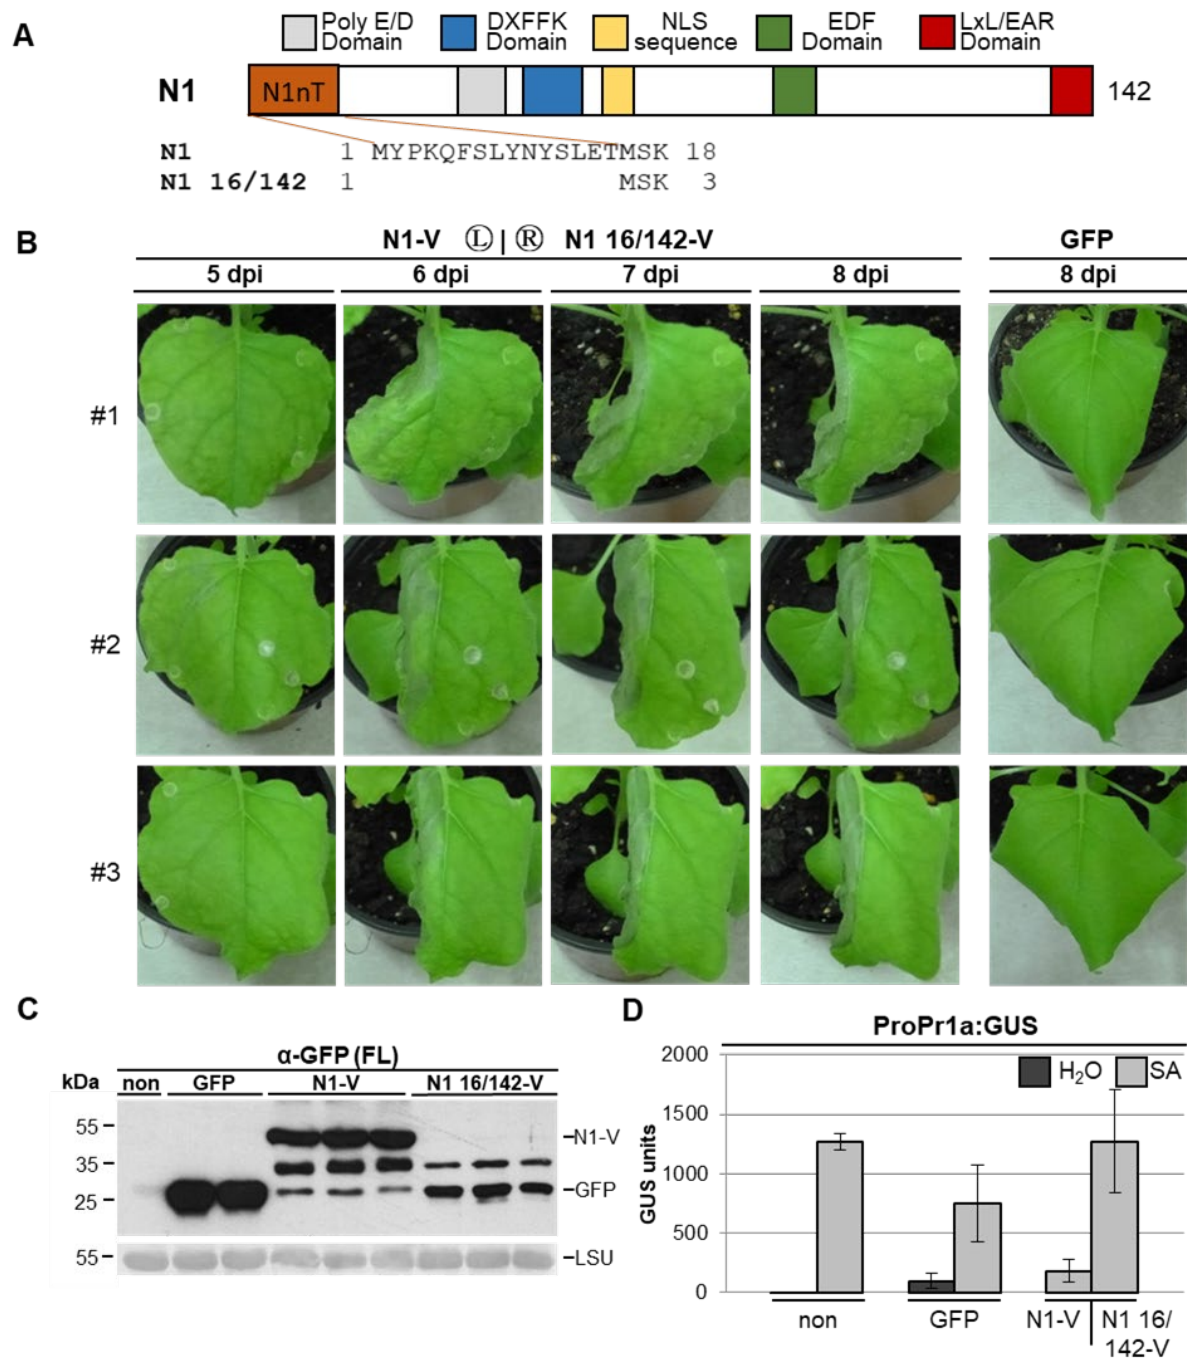 A
Poly E/D Domain
DXFFK Domain
NLS sequence
EDF Domain
LxL/EAR Domain
N1 N1nT 142
N1 1 MYPKQFSLYNYSLETMSK 18
N1 16/142 1 MSK 3
B
N1-V Ⓛ | Ⓡ N1 16/142-V GFP
5 dpi 6 dpi 7 dpi 8 dpi 8 dpi
#1
#2
#3
C
α-GFP (FL)
kDa non GFP N1-V N1 16/142-V
55 –N1-V
35
25 –GFP
55 –LSU
D
ProPr1a:GUS
H₂O SA
GUS units
2000
1500
1000
500
0
non GFP N1-V N1 16/142-V